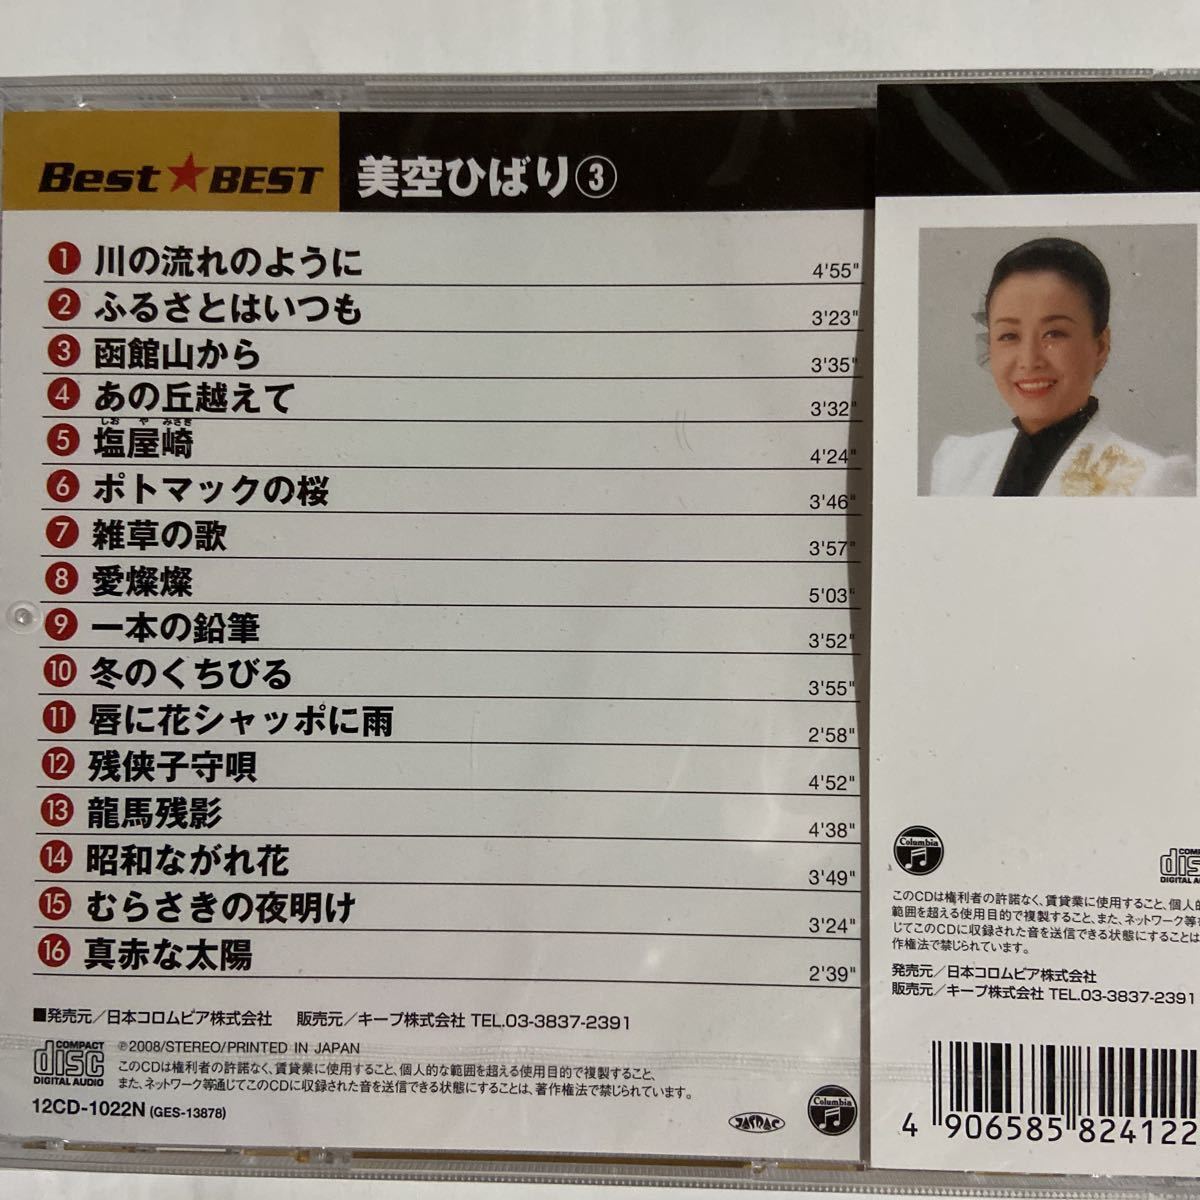 Best★BEST 美空ひばり③
1 川の流れのように 4'55"
2 ふるさとはいつも 3'23"
3 函館山から 3'35"
4 あの丘越えて 3'32"
しお や みさき
5 塩屋崎 4'24"
6 ポトマックの桜 3'46"
7 雑草の歌 3'57"
8 愛燦燦 5'03"
9 一本の鉛筆 3'52"
10 冬のくちびる 3'55"
11 唇に花シャッポに雨 2'58"
12 残侠子守唄 4'52"
13 龍馬残影 4'38"
14 昭和ながれ花 3'49"
15 むらさきの夜明け 3'24"
16 真赤な太陽 2'39"
■発売元/日本コロムビア株式会社 販売元/キープ株式会社 TEL.03-3837-2391
COMPACT
disc
DIGITAL AUDIO
℗2008/STEREO/PRINTED IN JAPAN
このCDは権利者の許諾なく、賃貸業に使用すること、個人的な範囲を超える使用目的で複製すること、
また、ネットワーク等通じてこのCDに収録された音を送信できる状態にすることは、著作権法で禁じられています。
12CD-1022N (GES-13878)
JASRAC
Columbia
Columbia
COMP
dis
DIGITAL AU
このCDは権利者の許諾なく、賃貸業に使用すること、個人的
範囲を超える使用目的で複製すること、また、ネットワーク等
じてこのCDに収録された音を送信できる状態にすることは
作権法で禁じられています。
発売元/日本コロムビア株式会社
販売元/キープ株式会社 TEL.03-3837-2391
4 906585 824122